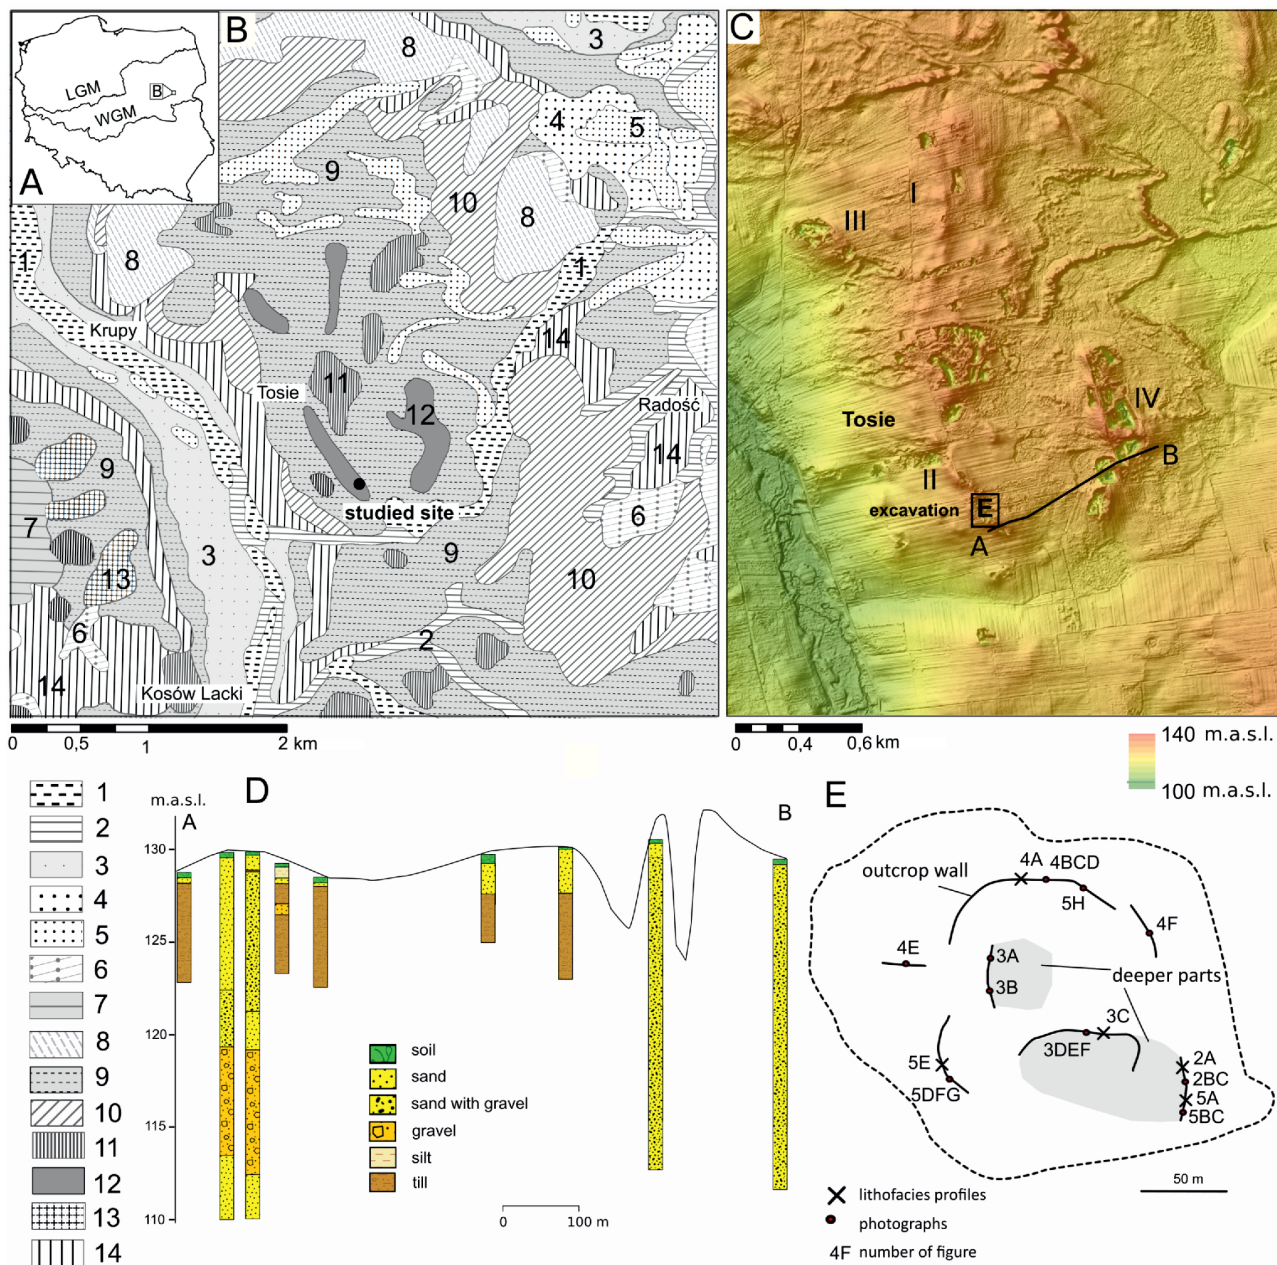 A
LGM
WGM
B
B
8
3
4
5
9
10
8
1
8
1
Krupy
14
Tosie
11
12
Radość
14
9
studied site
6
7
3
9
13
10
6
2
14
Kosów Lacki
0 0,5 1 2 km
C
I
III
IV
Tosie
B
II
excavation
E
A
0 0,4 0,6 km
140 m.a.s.l.
100 m.a.s.l.
1
2
3
4
5
6
7
8
9
10
11
12
13
14
D
m.a.s.l.
A
B
130
125
120
115
110
soil
sand
sand with gravel
gravel
silt
till
0 100 m
E
outcrop wall
4A 4BCD
5H
4F
4E
3A
3B
deeper parts
3C
3DEF
5E
5DFG
2A
2BC
5A
5BC
50 m
lithofacies profiles
photographs
4F number of figure